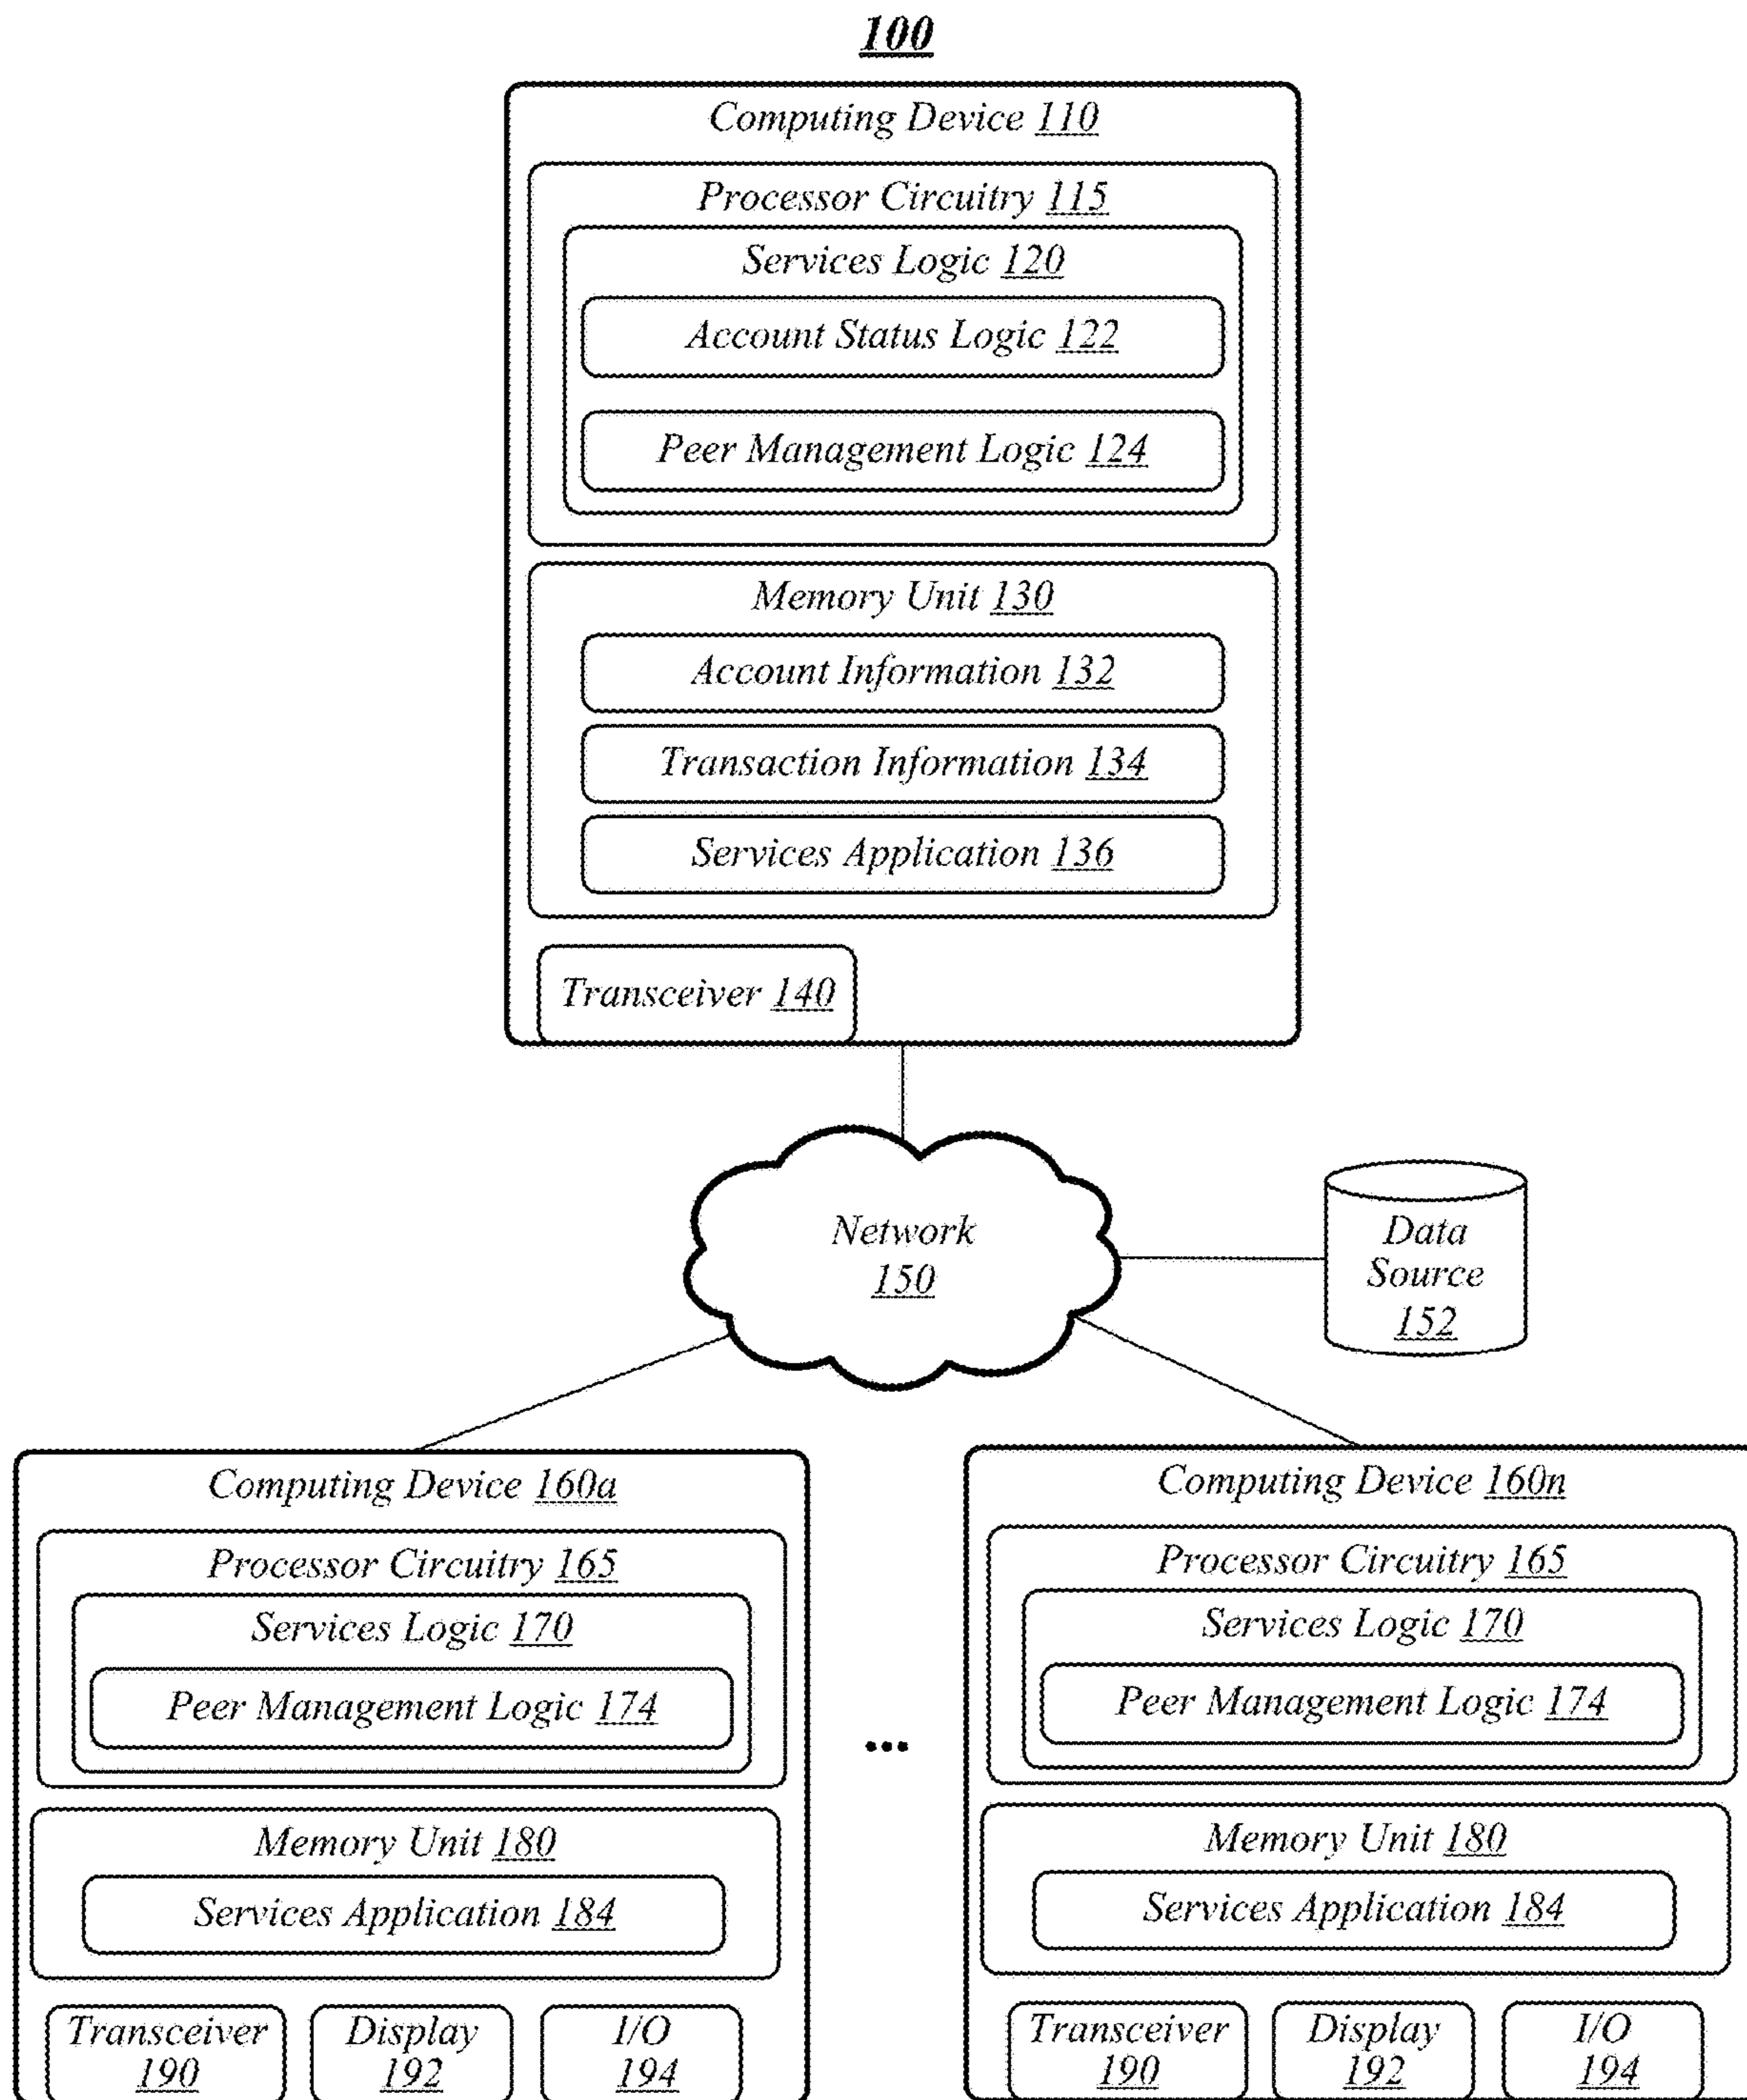 100
Computing Device 110
Processor Circuitry 115
Services Logic 120
Account Status Logic 122
Peer Management Logic 124
Memory Unit 130
Account Information 132
Transaction Information 134
Services Application 136
Transceiver 140
Network
150
Data
Source
152
Computing Device 160a
Processor Circuitry 165
Services Logic 170
Peer Management Logic 174
Memory Unit 180
Services Application 184
Transceiver
190
Display
192
I/O
194
...
Computing Device 160n
Processor Circuitry 165
Services Logic 170
Peer Management Logic 174
Memory Unit 180
Services Application 184
Transceiver
190
Display
192
I/O
194